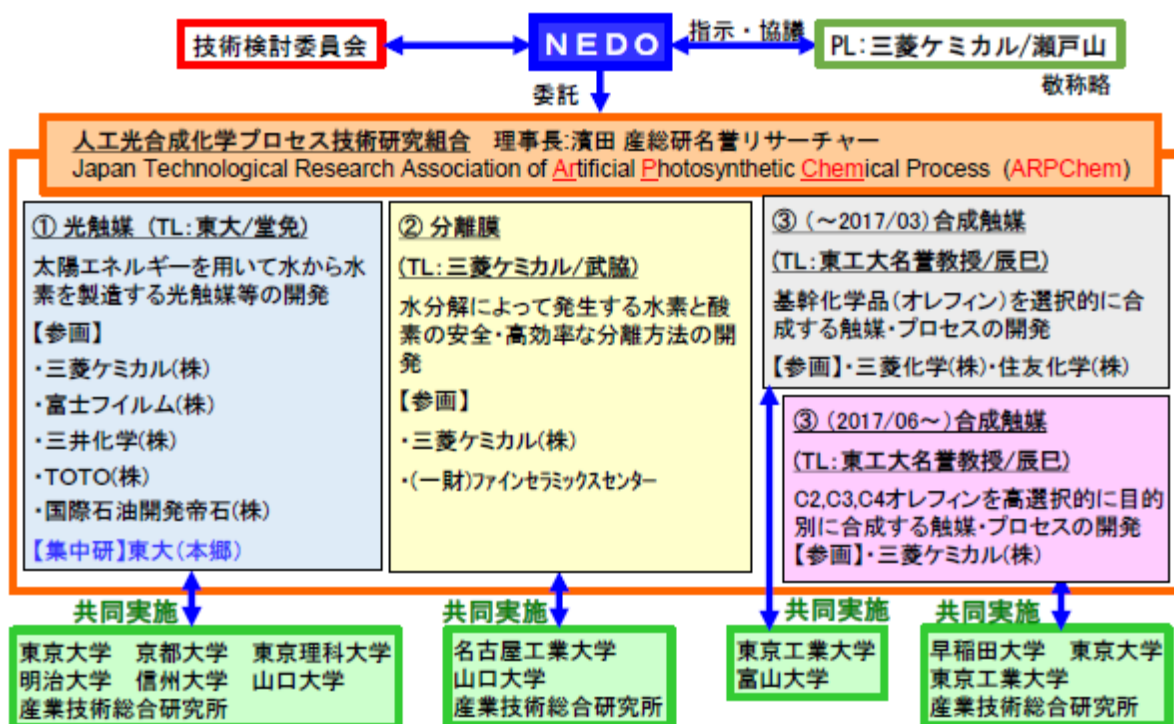 技術検討委員会
NEDO
指示・協議
PL:三菱ケミカル/瀬戸山
敬称略
委託
人工光合成化学プロセス技術研究組合 理事長:濱田 産総研名誉リサーチャー
Japan Technological Research Association of Artificial Photosynthetic Chemical Process (ARPChem)
① 光触媒 (TL:東大/堂免)
太陽エネルギーを用いて水から水
素を製造する光触媒等の開発
【参画】
・三菱ケミカル(株)
・富士フイルム(株)
・三井化学(株)
・TOTO(株)
・国際石油開発帝石(株)
【集中研】東大(本郷)
② 分離膜
(TL:三菱ケミカル/武脇)
水分解によって発生する水素と酸
素の安全・高効率な分離方法の開
発
【参画】
・三菱ケミカル(株)
・(一財)ファインセラミックスセンター
③ (～2017/03)合成触媒
(TL:東工大名誉教授/辰巳)
基幹化学品(オレフィン)を選択的に合
成する触媒・プロセスの開発
【参画】・三菱化学(株)・住友化学(株)
③ (2017/06～)合成触媒
(TL:東工大名誉教授/辰巳)
C2,C3,C4オレフィンを高選択的に目的
別に合成する触媒・プロセスの開発
【参画】・三菱ケミカル(株)
共同実施
東京大学 京都大学 東京理科大学
明治大学 信州大学 山口大学
産業技術総合研究所
共同実施
名古屋工業大学
山口大学
産業技術総合研究所
共同実施
東京工業大学
富山大学
共同実施
早稲田大学 東京大学
東京工業大学
産業技術総合研究所